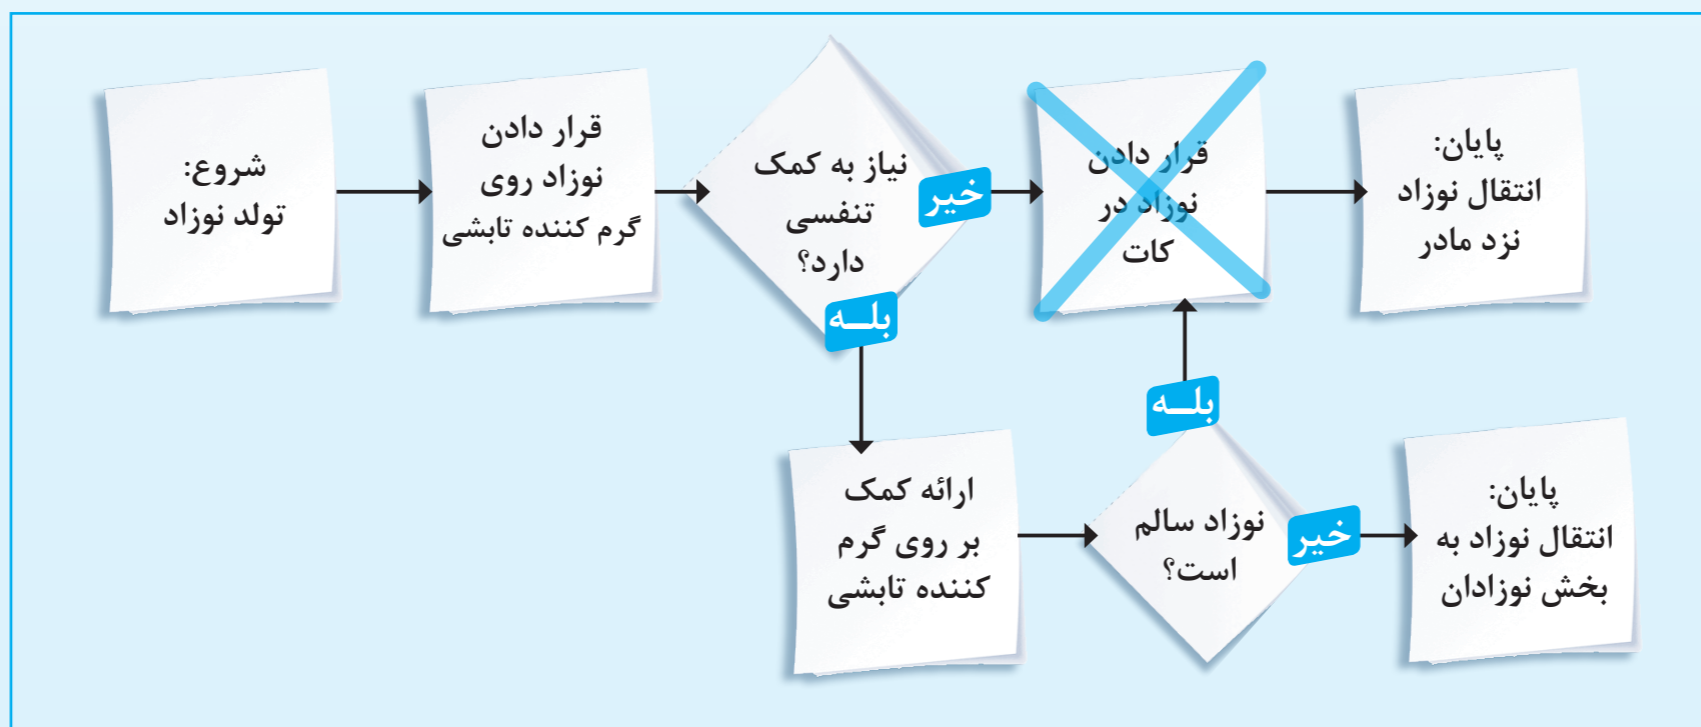 شروع:
تولد نوزاد
قرار دادن
نوزاد روی
گرم کننده تابشی
نیاز به کمک
تنفسی
دارد؟
خیر
بلــه
قرار دادن
نوزاد در
کات
پایان:
انتقال نوزاد
نزد مادر
ارائه کمک
بر روی گرم
کننده تابشی
نوزاد سالم
است؟
بلــه
خیر
پایان:
انتقال نوزاد به
بخش نوزادان